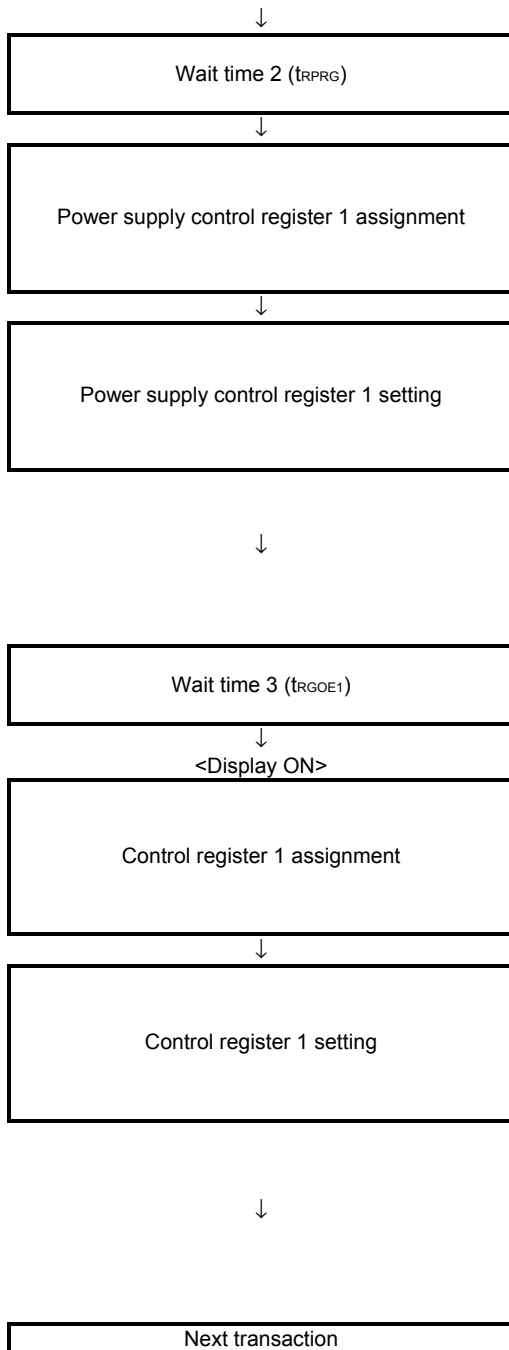 ↓
Wait time 2 (tRPRG)
↓
Power supply control register 1 assignment
↓
Power supply control register 1 setting
↓
Wait time 3 (tRGOE1)
↓
<Display ON>
Control register 1 assignment
↓
Control register 1 setting
↓
Next transaction